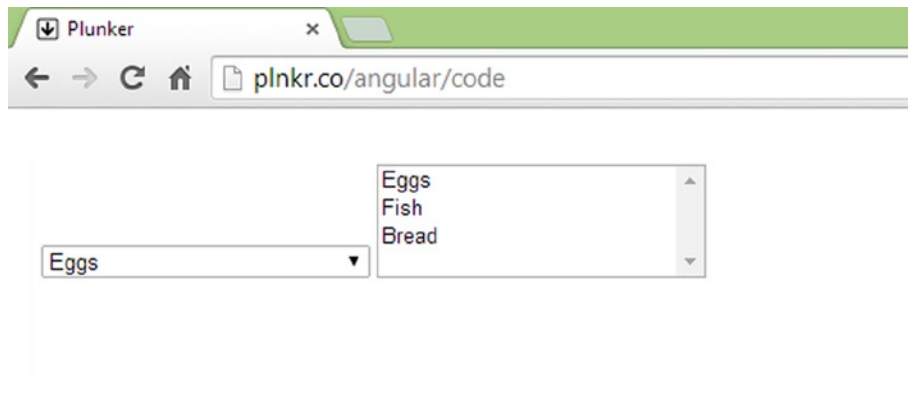 Plunker
plnkr.co/angular/code
Eggs
Fish
Bread
Eggs